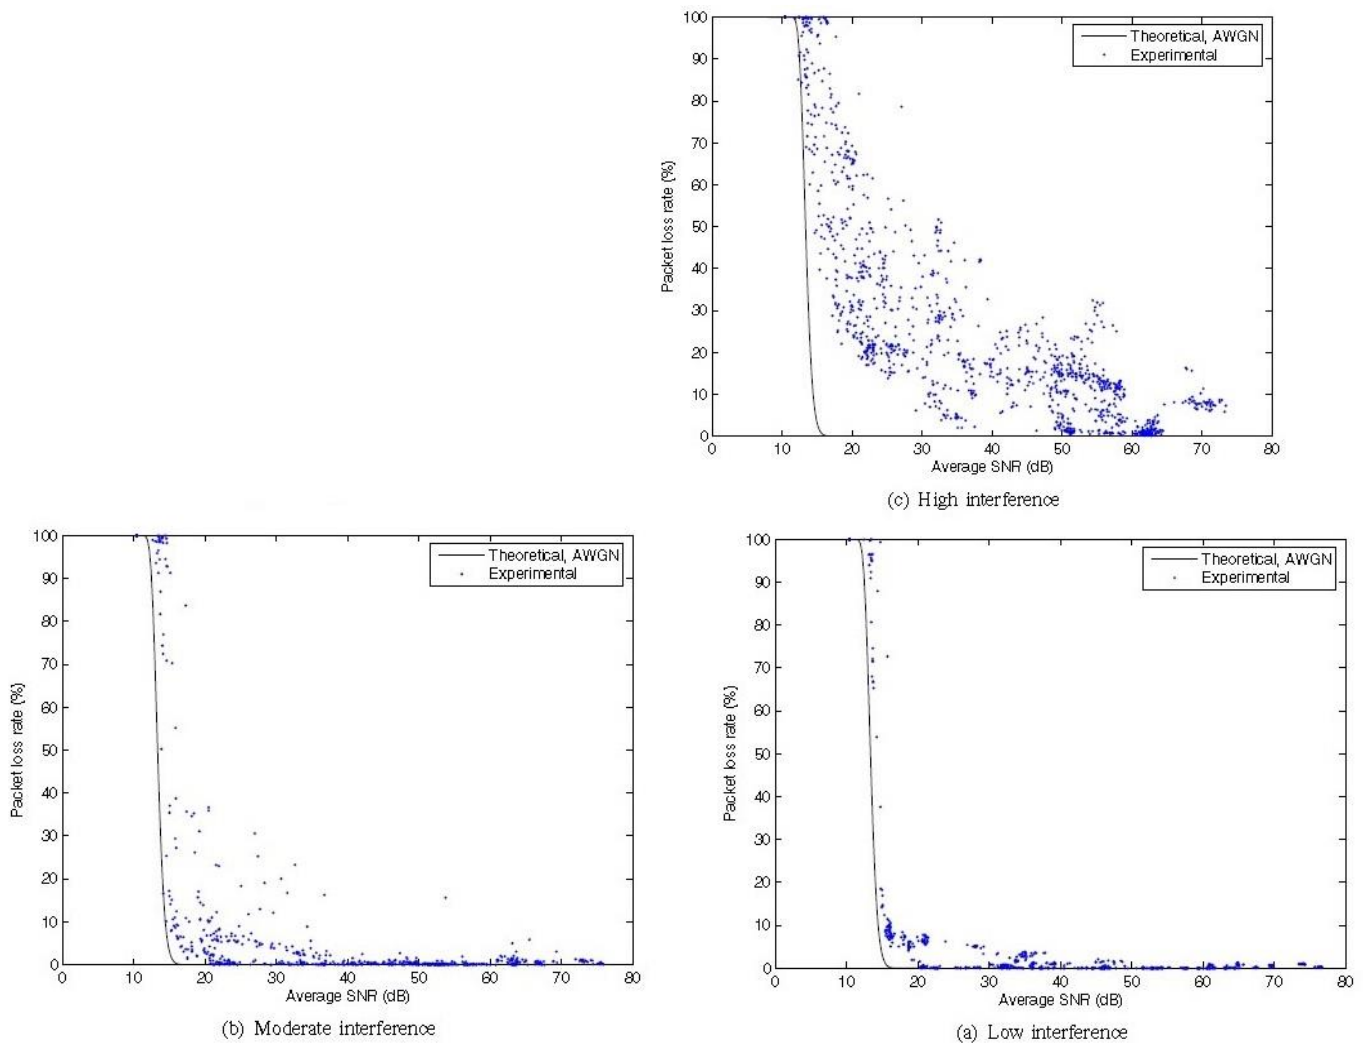 100
90
80
70
60
50
40
30
20
10
0
Packet loss rate (%)
Theoretical, AWGN
Experimental
0 10 20 30 40 50 60 70 80
Average SNR (dB)
(c) High interference
100
90
80
70
60
50
40
30
20
10
0
Packet loss rate (%)
Theoretical, AWGN
Experimental
0 10 20 30 40 50 60 70 80
Average SNR (dB)
(b) Moderate interference
100
90
80
70
60
50
40
30
20
10
0
Packet loss rate (%)
Theoretical, AWGN
Experimental
0 10 20 30 40 50 60 70 80
Average SNR (dB)
(a) Low interference